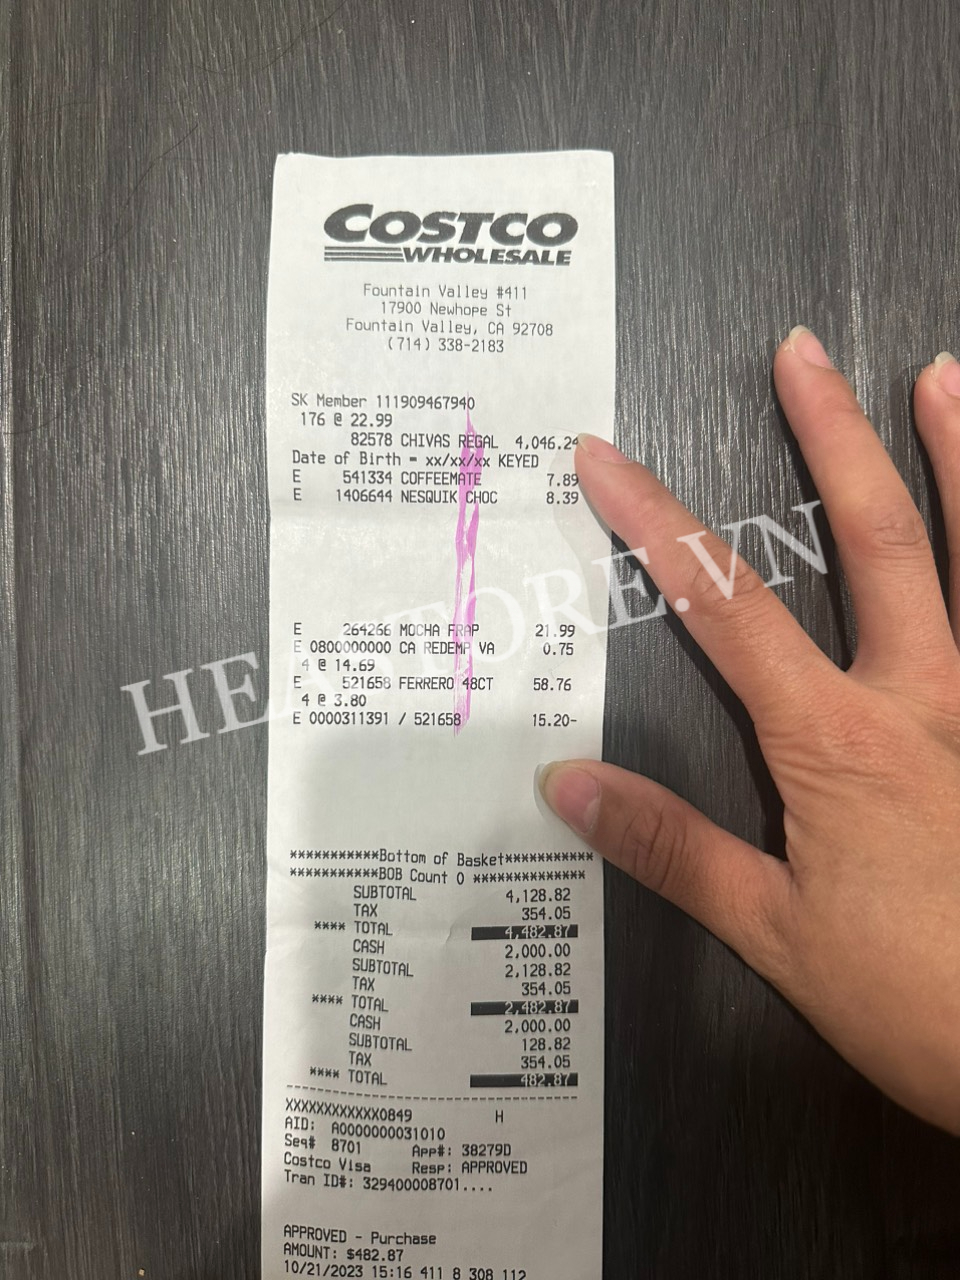 COSTCO
WHOLESALE
Fountain Valley #411
17900 Newhope St
Fountain Valley, CA 92708
(714) 338-2183
SK Member 111909467940
176 @ 22.99
82578 CHIVAS REGAL 4,046.24
Date of Birth = xx/xx/xx KEYED
E 541334 COFFEEMATE 7.89
E 1406644 NESQUIK CHOC 8.39
HEASTORE.VN
E 264266 MOCHA FRAP 21.99
E 0800000000 CA REDEMP VA 0.75
4 @ 14.69
E 521658 FERRERO 48CT 58.76
4 @ 3.80
E 0000311391 / 521658 15.20-
***********Bottom of Basket***********
***********BOB Count 0 **************
SUBTOTAL 4,128.82
TAX 354.05
**** TOTAL 4,482.87
CASH 2,000.00
SUBTOTAL 2,128.82
TAX 354.05
**** TOTAL 2,482.87
CASH 2,000.00
SUBTOTAL 128.82
TAX 354.05
**** TOTAL 482.87
XXXXXXXXXXXX0849 H
AID: A0000000031010
Seq# 8701 App#: 38279D
Costco Visa Resp: APPROVED
Tran ID#: 329400008701....
APPROVED - Purchase
AMOUNT: $482.87
10/21/2023 15:16 411 8 308 112